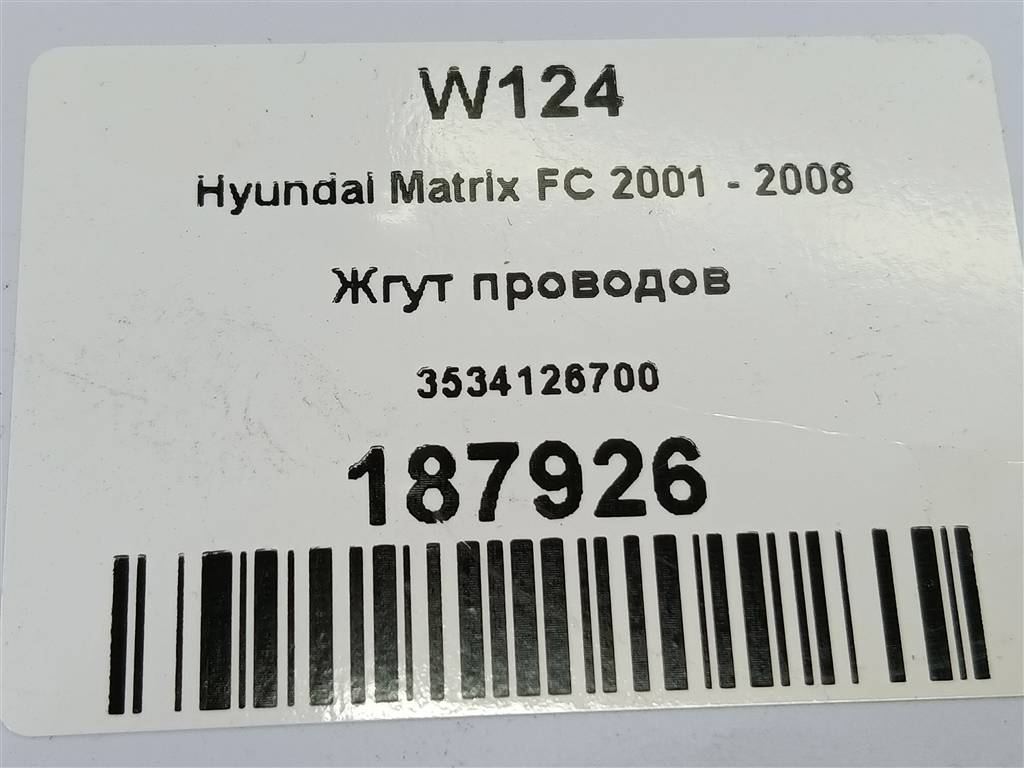 W124
Hyundai Matrix FC 2001 - 2008
Жгут проводов
3534126700
187926